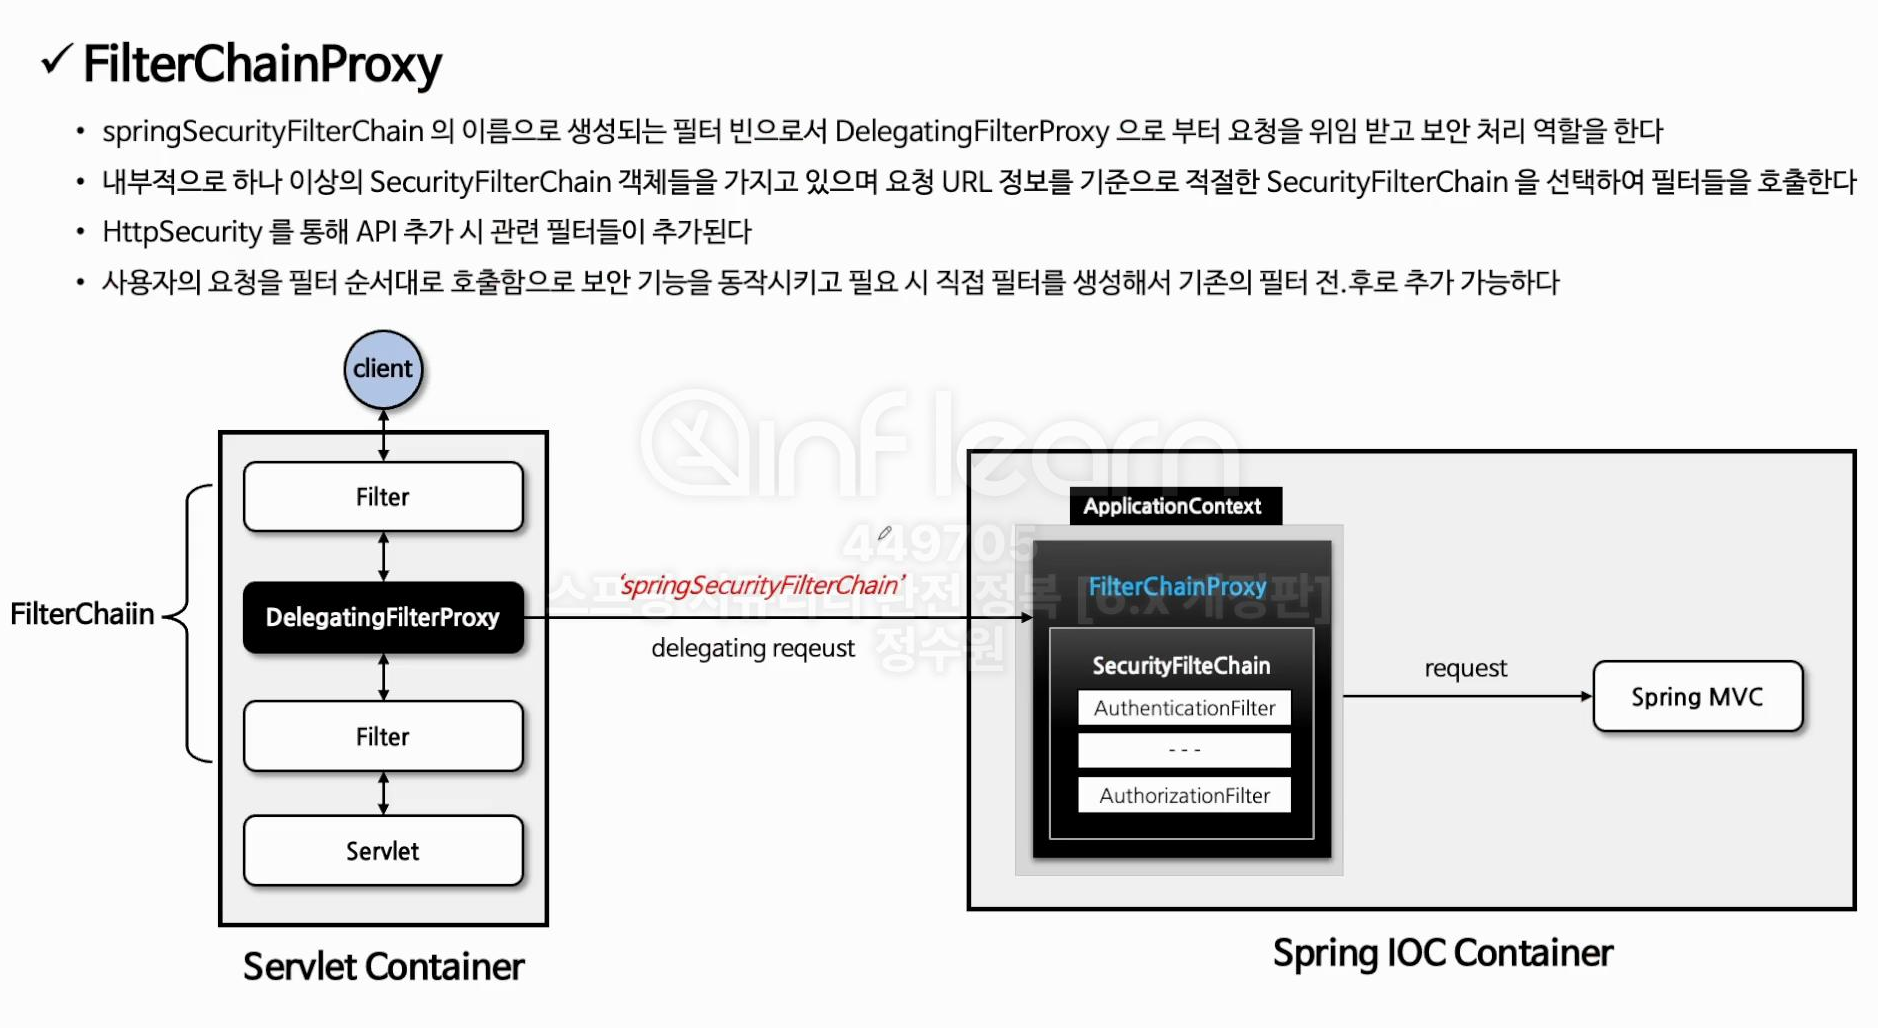 ✓ FilterChainProxy
• springSecurityFilterChain 의 이름으로 생성되는 필터 빈으로서 DelegatingFilterProxy 으로 부터 요청을 위임 받고 보안 처리 역할을 한다
• 내부적으로 하나 이상의 SecurityFilterChain 객체들을 가지고 있으며 요청 URL 정보를 기준으로 적절한 SecurityFilterChain 을 선택하여 필터들을 호출한다
• HttpSecurity 를 통해 API 추가 시 관련 필터들이 추가된다
• 사용자의 요청을 필터 순서대로 호출함으로 보안 기능을 동작시키고 필요 시 직접 필터를 생성해서 기존의 필터 전.후로 추가 가능하다
client
inflearn
449705
스프링 시큐리티 완전 정복 [6.x 개정판]
정수원
FilterChaiin
Filter
DelegatingFilterProxy
Filter
Servlet
Servlet Container
‘springSecurityFilterChain’
delegating reqeust
ApplicationContext
FilterChainProxy
SecurityFilteChain
AuthenticationFilter
- - -
AuthorizationFilter
request
Spring MVC
Spring IOC Container